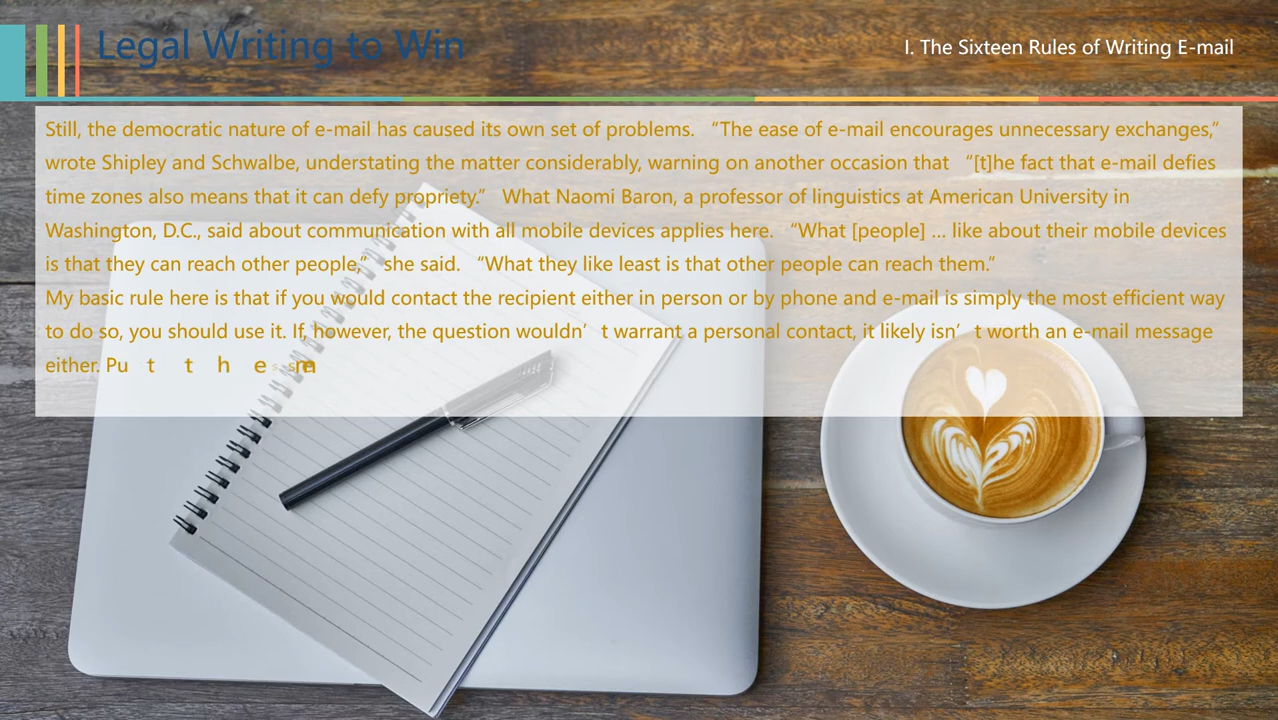 Legal Writing to Win
I. The Sixteen Rules of Writing E-mail
Still, the democratic nature of e-mail has caused its own set of problems. “The ease of e-mail encourages unnecessary exchanges,”
wrote Shipley and Schwalbe, understating the matter considerably, warning on another occasion that “[t]he fact that e-mail defies
time zones also means that it can defy propriety.” What Naomi Baron, a professor of linguistics at American University in
Washington, D.C., said about communication with all mobile devices applies here. “What [people] … like about their mobile devices
is that they can reach other people,” she said. “What they like least is that other people can reach them.”
My basic rule here is that if you would contact the recipient either in person or by phone and e-mail is simply the most efficient way
to do so, you should use it. If, however, the question wouldn’t warrant a personal contact, it likely isn’t worth an e-mail message
either. Put the